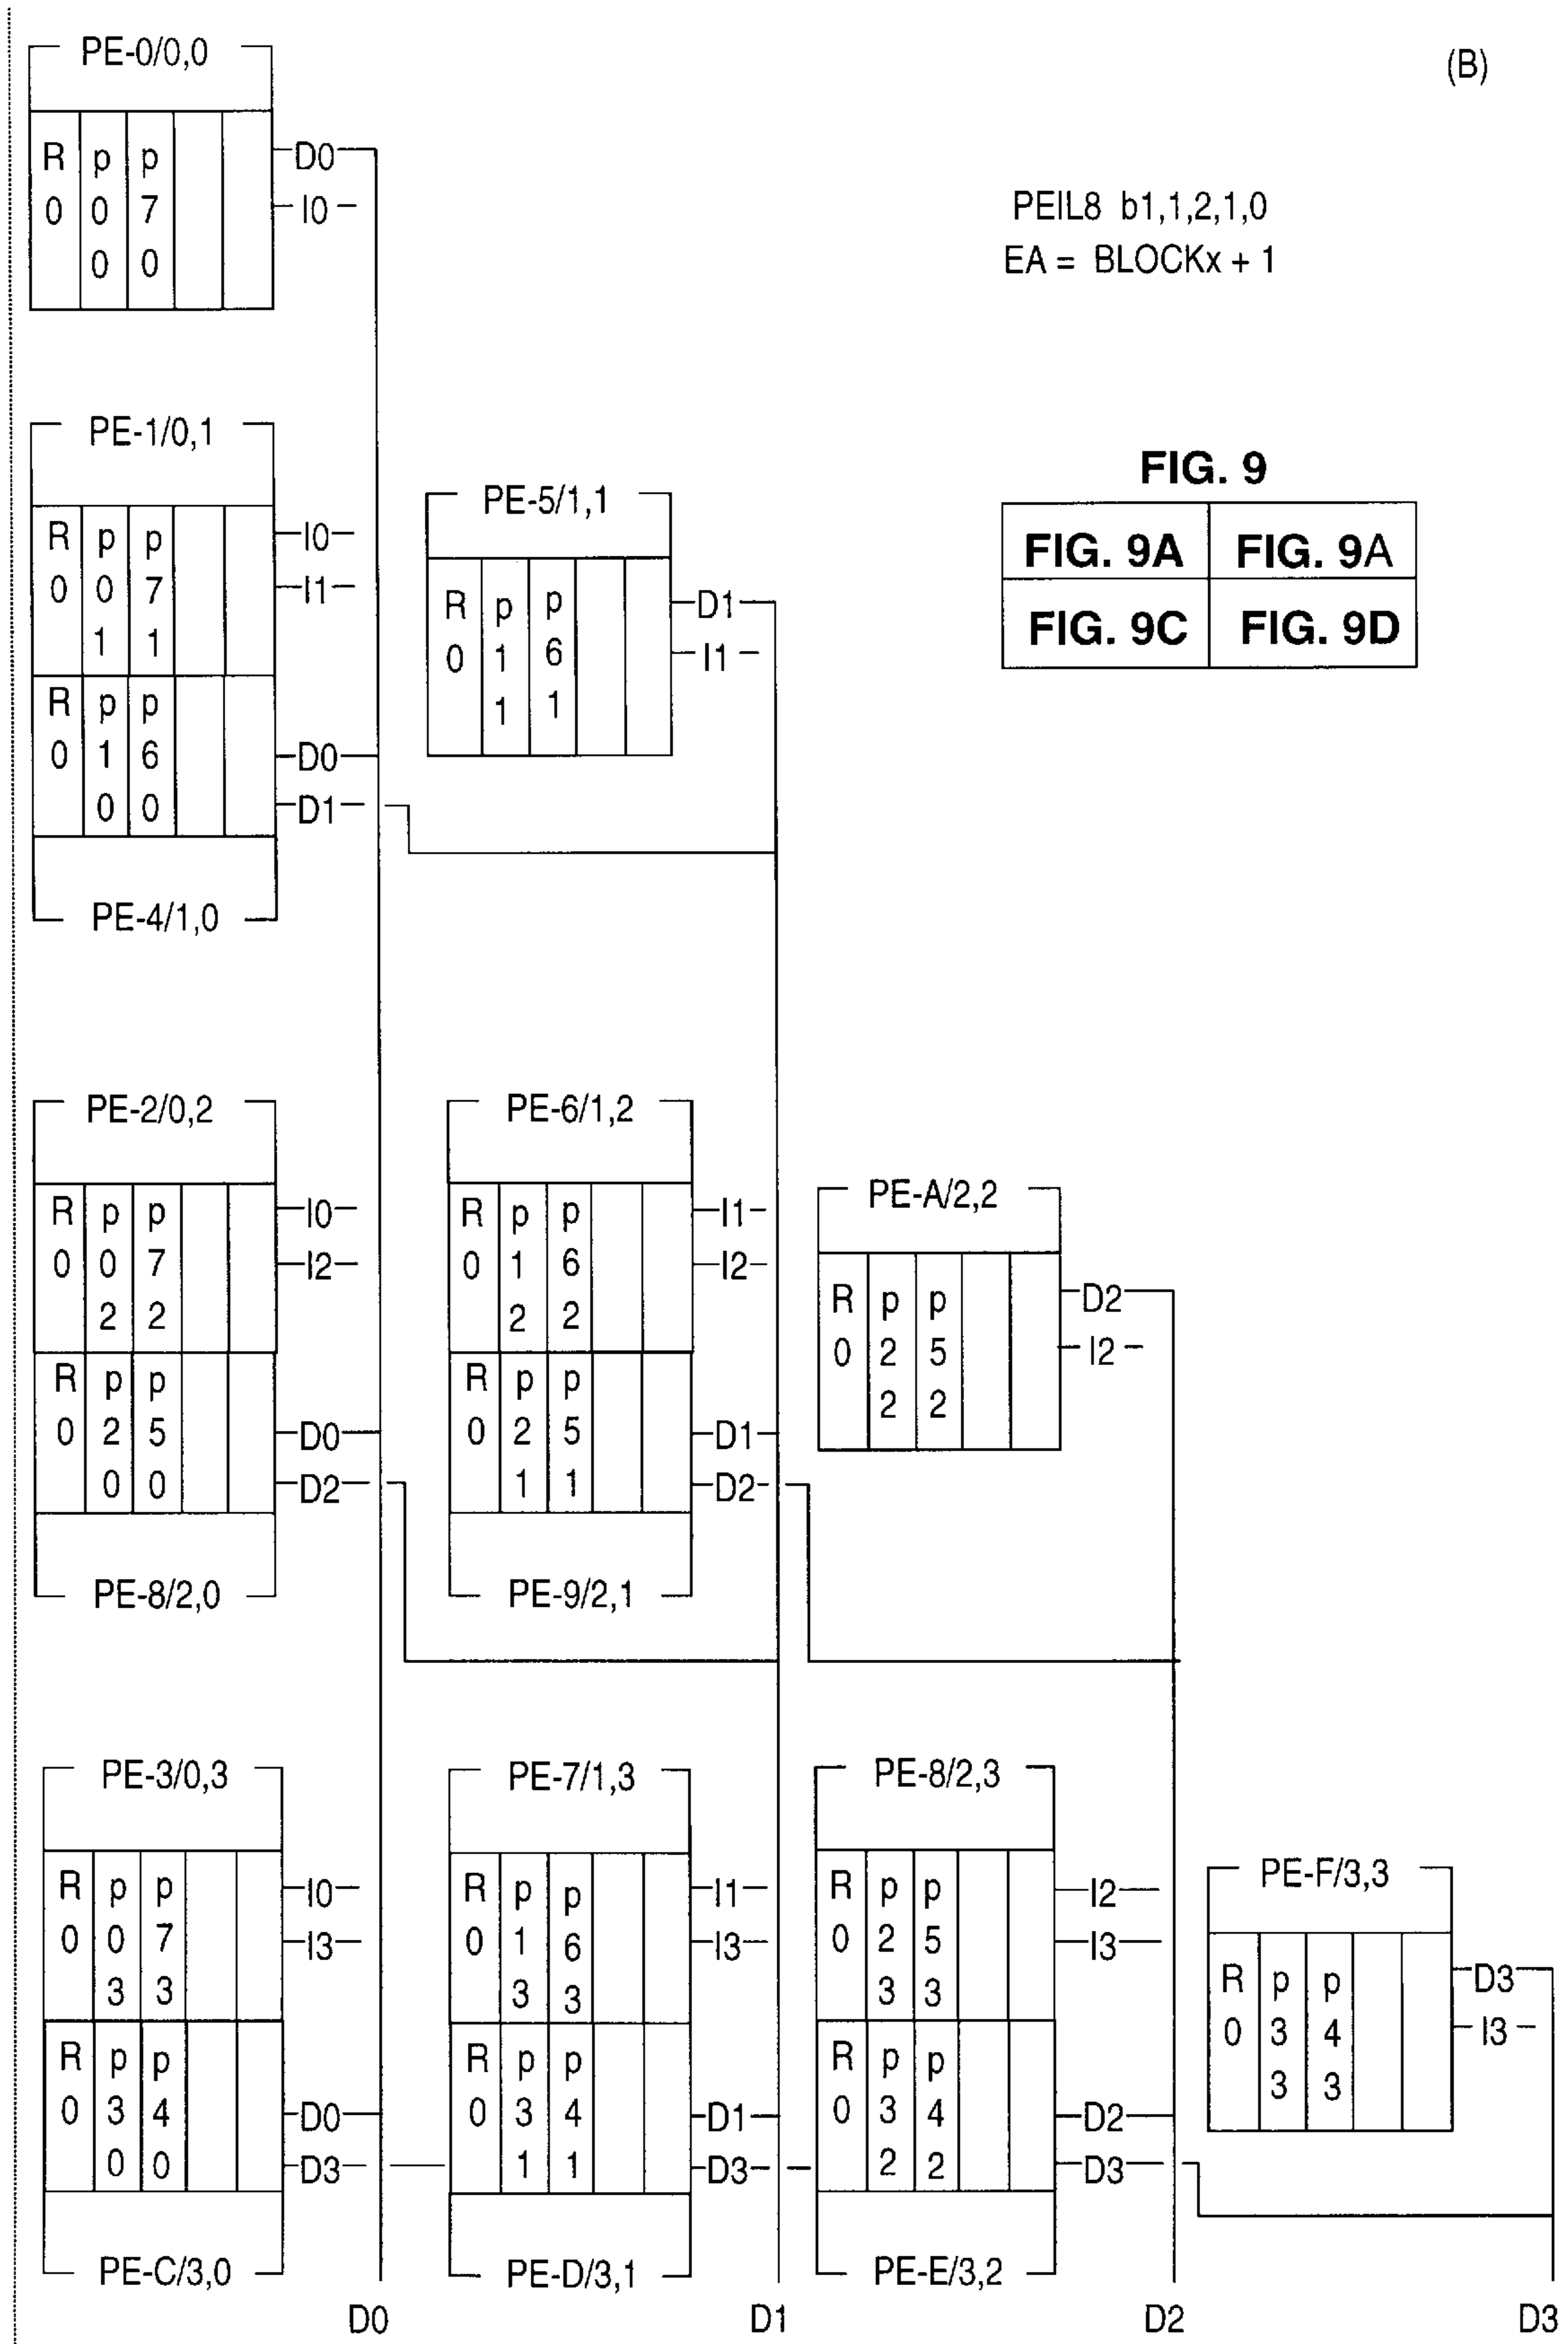 (B)
PEIL8 b1,1,2,1,0
EA = BLOCKx + 1
FIG. 9
FIG. 9A FIG. 9A
FIG. 9C FIG. 9D
PE-0/0,0
R p p
D0
0 0 7
I0
0 0
PE-1/0,1
R p p
I0
0 0 7
I1
1 1
R p p
0 1 6
D0
0 0
D1
PE-4/1,0
PE-5/1,1
R p p
D1
0 1 6
I1
1 1
PE-2/0,2
R p p
I0
0 0 7
I2
2 2
R p p
0 2 5
D0
0 0
D2
PE-8/2,0
PE-6/1,2
R p p
I1
0 1 6
I2
2 2
R p p
0 2 5
D1
1 1
D2
PE-9/2,1
PE-A/2,2
R p p
D2
0 2 5
I2
2 2
PE-3/0,3
R p p
I0
0 0 7
I3
3 3
R p p
0 3 4
D0
0 0
D3
PE-C/3,0
PE-7/1,3
R p p
I1
0 1 6
I3
3 3
R p p
0 3 4
D1
1 1
D3
PE-D/3,1
PE-8/2,3
R p p
I2
0 2 5
I3
3 3
R p p
0 3 4
D2
2 2
D3
PE-E/3,2
PE-F/3,3
R p p
D3
0 3 4
I3
3 3
D0 D1 D2 D3